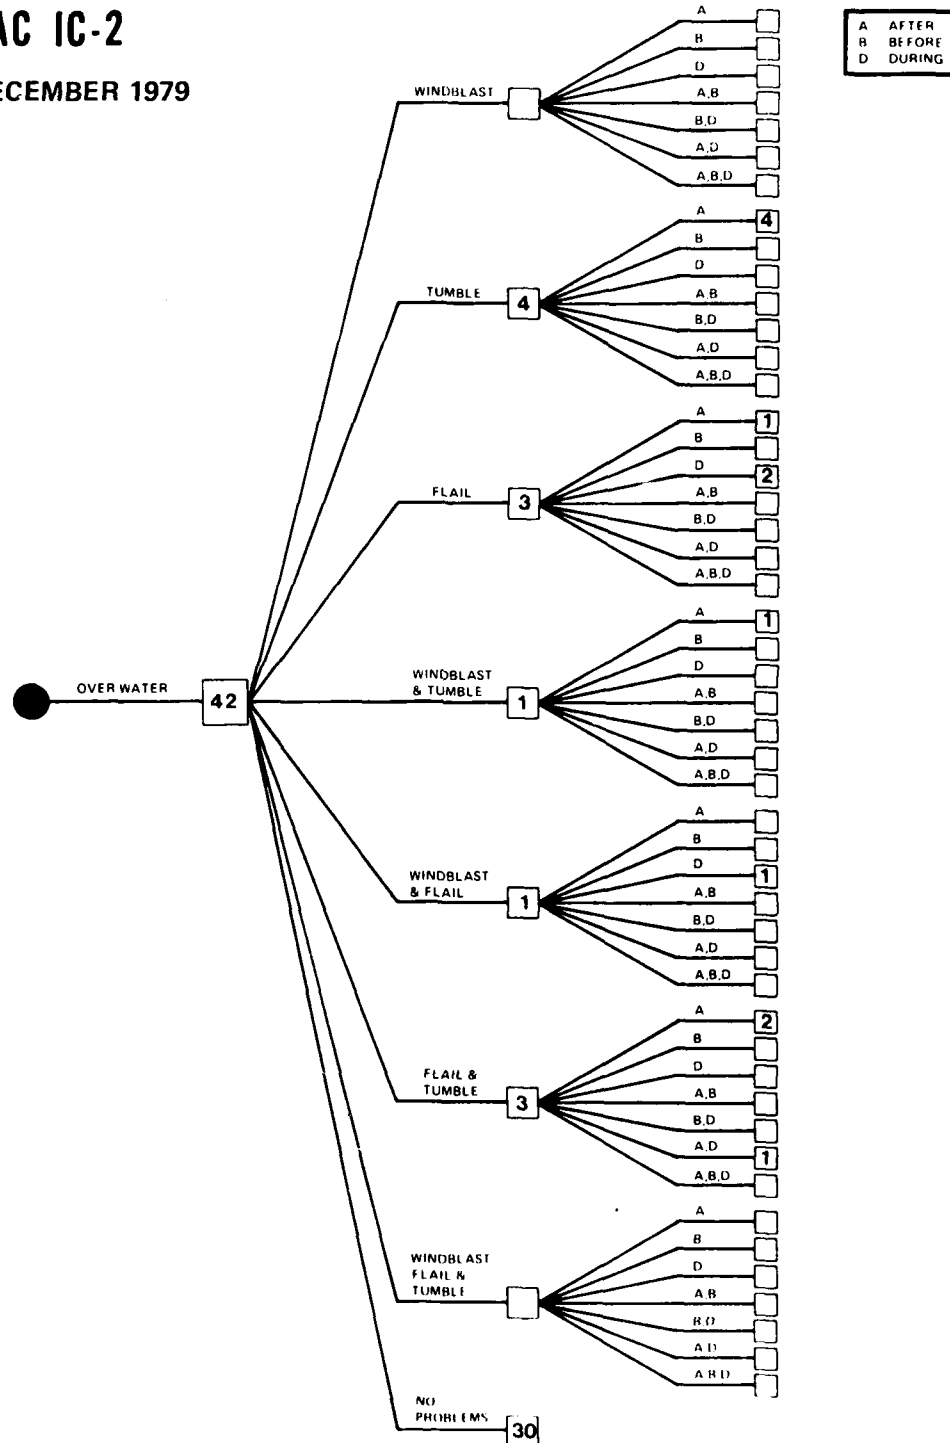 AC IC-2
ECEMBER 1979
A AFTER
B BEFORE
D DURING
WINDBLAST
A
B
D
A,B
B,D
A,D
A,B,D
TUMBLE
4
A 4
B
D
A,B
B,D
A,D
A,B,D
FLAIL
3
A 1
B
D 2
A,B
B,D
A,D
A,B,D
OVER WATER
42
WINDBLAST
& TUMBLE
1
A 1
B
D
A,B
B,D
A,D
A,B,D
WINDBLAST
& FLAIL
1
A
B
D 1
A,B
B,D
A,D
A,B,D
FLAIL &
TUMBLE
3
A 2
B
D
A,B
B,D
A,D 1
A,B,D
WINDBLAST
FLAIL &
TUMBLE
A
B
D
A,B
B,D
A,D
A,B,D
NO
PROBLEMS
30